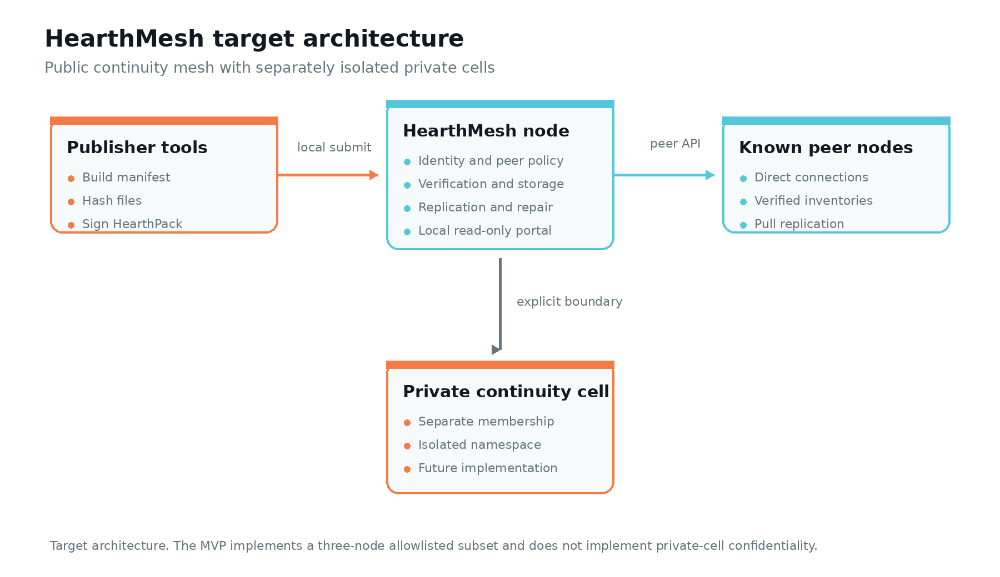 HearthMesh target architecture
Public continuity mesh with separately isolated private cells
Publisher tools
Build manifest
Hash files
Sign HearthPack
local submit
HearthMesh node
Identity and peer policy
Verification and storage
Replication and repair
Local read-only portal
peer API
Known peer nodes
Direct connections
Verified inventories
Pull replication
explicit boundary
Private continuity cell
Separate membership
Isolated namespace
Future implementation
Target architecture. The MVP implements a three-node allowlisted subset and does not implement private-cell confidentiality.